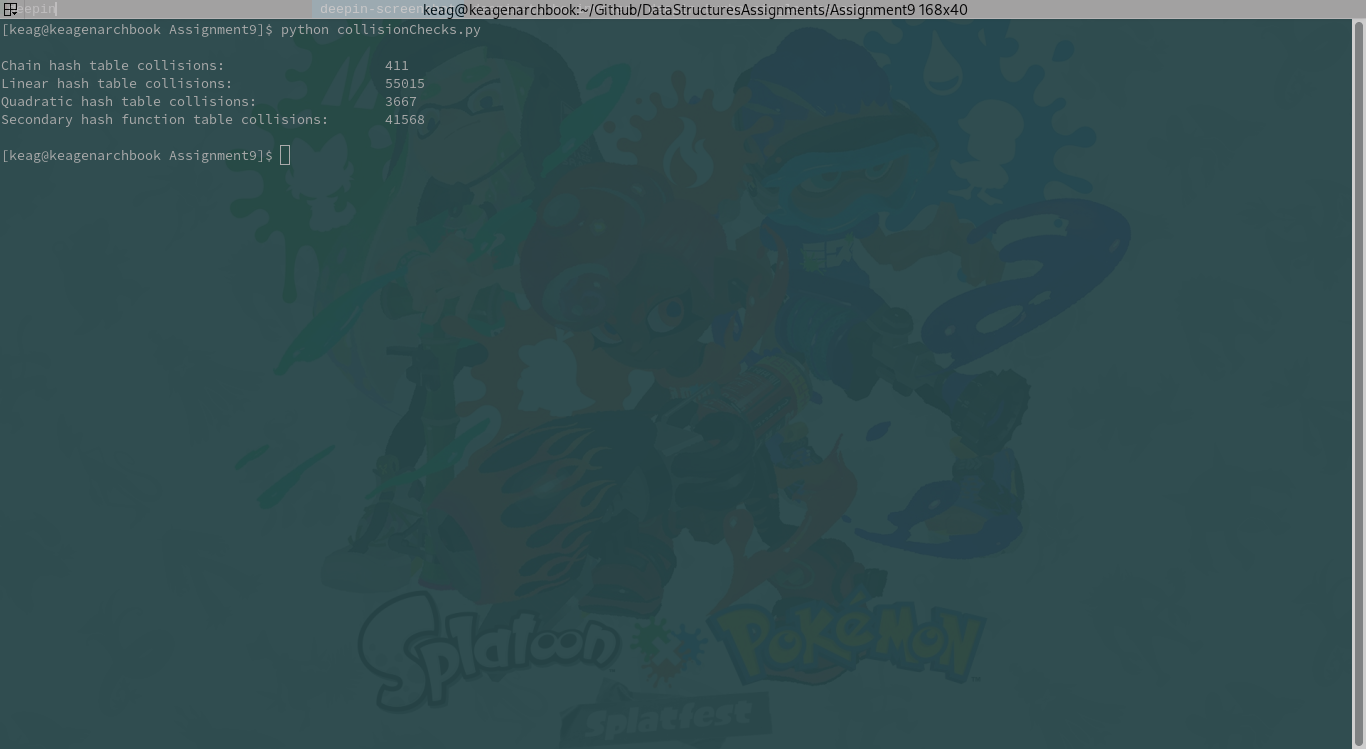 deepin-screen
keag@keagenarchbook:~/Github/DataStructuresAssignments/Assignment9 168x40
[keag@keagenarchbook Assignment9]$ python collisionChecks.py
Chain hash table collisions: 411
Linear hash table collisions: 55015
Quadratic hash table collisions: 3667
Secondary hash function table collisions: 41568
[keag@keagenarchbook Assignment9]$
Splatoon x POKéMON
Splatfest